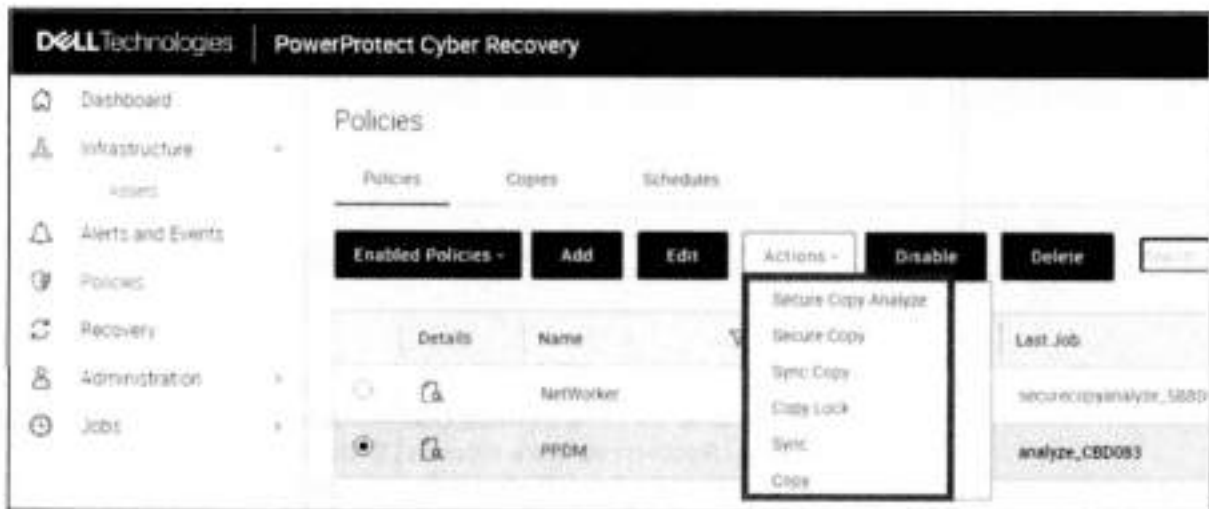 DELL Technologies | PowerProtect Cyber Recovery
Dashboard
Infrastructure
Assets
Alerts and Events
Policies
Recovery
Administration
Jobs
Policies
Policies Copies Schedules
Enabled Policies Add Edit Actions Disable Delete
Secure Copy Analyze
Secure Copy
Sync Copy
Copy Lock
Sync
Copy
Details Name Last Job
NetWorker
PPDM analyze_CBD083